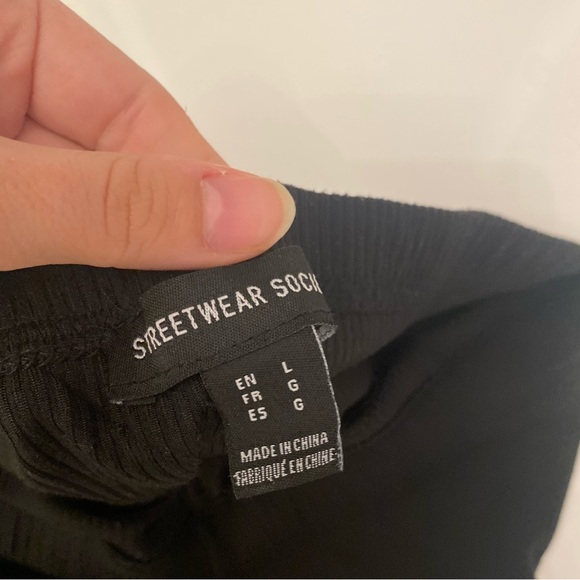 STREETWEAR SOCI
EN L
FR G
ES G
MADE IN CHINA
FABRIQUÉ EN CHINE